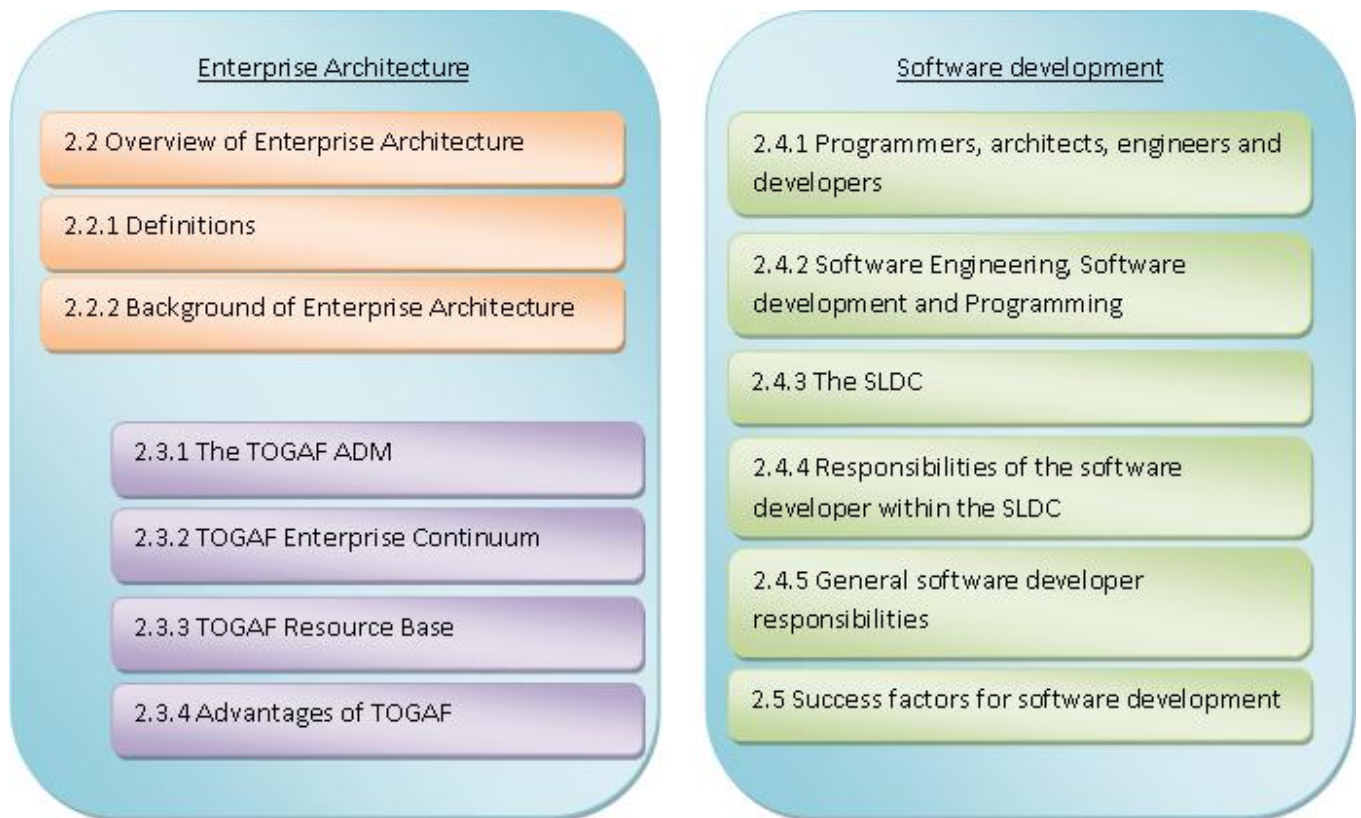 Enterprise Architecture
2.2 Overview of Enterprise Architecture
2.2.1 Definitions
2.2.2 Background of Enterprise Architecture
2.3.1 The TOGAF ADM
2.3.2 TOGAF Enterprise Continuum
2.3.3 TOGAF Resource Base
2.3.4 Advantages of TOGAF
Software development
2.4.1 Programmers, architects, engineers and
developers
2.4.2 Software Engineering, Software
development and Programming
2.4.3 The SLDC
2.4.4 Responsibilities of the software
developer within the SLDC
2.4.5 General software developer
responsibilities
2.5 Success factors for software development